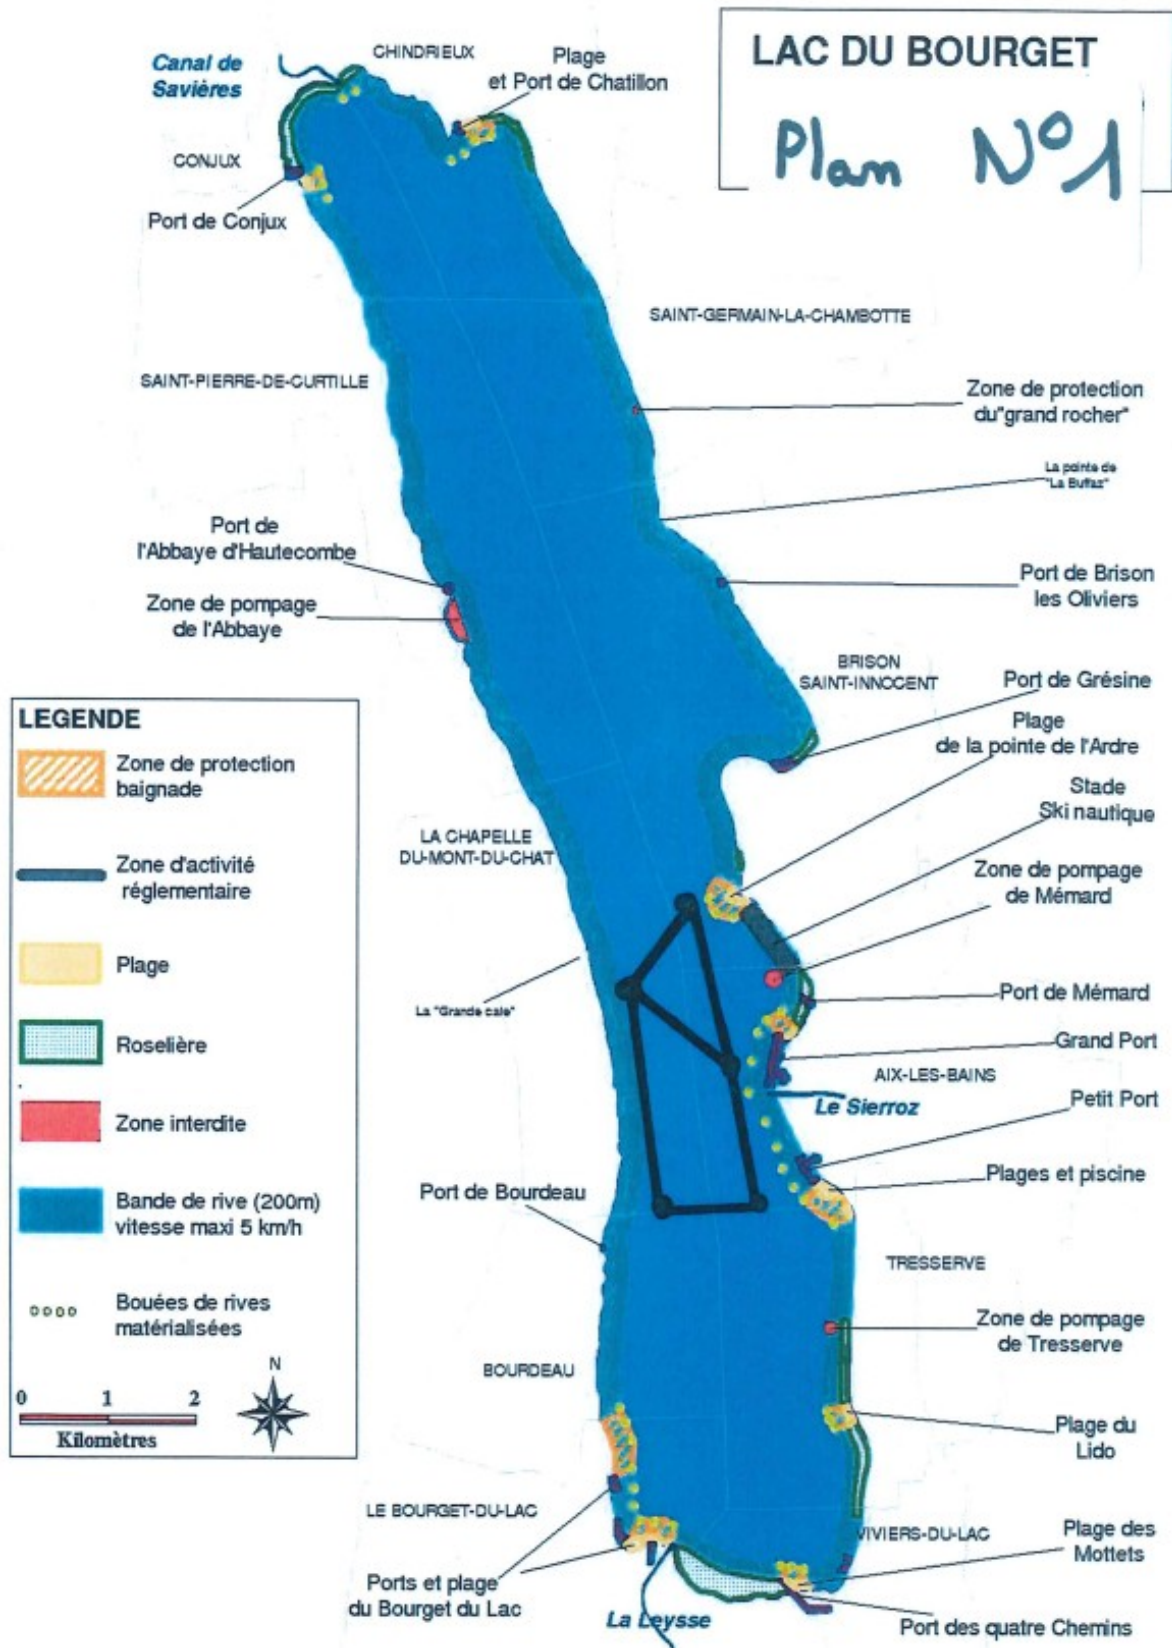 LAC DU BOURGET
Plan N°1
CHINDRIEUX
Canal de
Savières
Plage
et Port de Chatillon
CONJUX
Port de Conjux
SAINT-GERMAIN-LA-CHAMBOTTE
SAINT-PIERRE-DE-CURTILLE
Zone de protection
du"grand rocher"
La pointe de
"La Buffaz"
Port de
l'Abbaye d'Hautecombe
Port de Brison
les Oliviers
Zone de pompage
de l'Abbaye
BRISON
SAINT-INNOCENT
Port de Grésine
Plage
de la pointe de l'Ardre
Stade
Ski nautique
LA CHAPELLE
DU-MONT-DU-CHAT
Zone de pompage
de Mémard
La "Grande cale"
Port de Mémard
Grand Port
AIX-LES-BAINS
Le Sierroz
Petit Port
Plages et piscine
Port de Bourdeau
TRESSERVE
Zone de pompage
de Tresserve
BOURDEAU
Plage du
Lido
LE BOURGET-DU-LAC
VIVIERS-DU-LAC
Plage des
Mottets
Ports et plage
du Bourget du Lac
La Leysse
Port des quatre Chemins
LEGENDE
Zone de protection
baignade
Zone d'activité
réglementaire
Plage
Roselière
Zone interdite
Bande de rive (200m)
vitesse maxi 5 km/h
Bouées de rives
matérialisées
N
0 1 2
Kilomètres